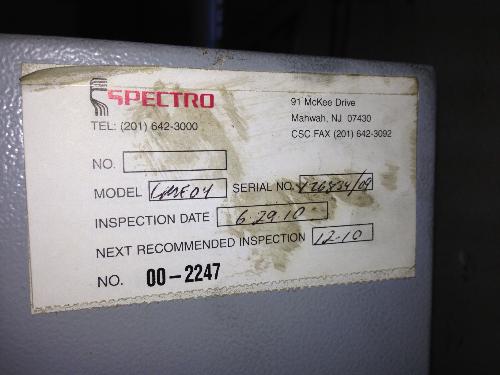 SPECTRO
TEL: (201) 642-3000
91 McKee Drive
Mahwah, NJ 07430
CSC FAX (201) 642-3092
NO.
MODEL SERIAL NO.
INSPECTION DATE 6-29-10
NEXT RECOMMENDED INSPECTION 12-10
NO. 00-2247